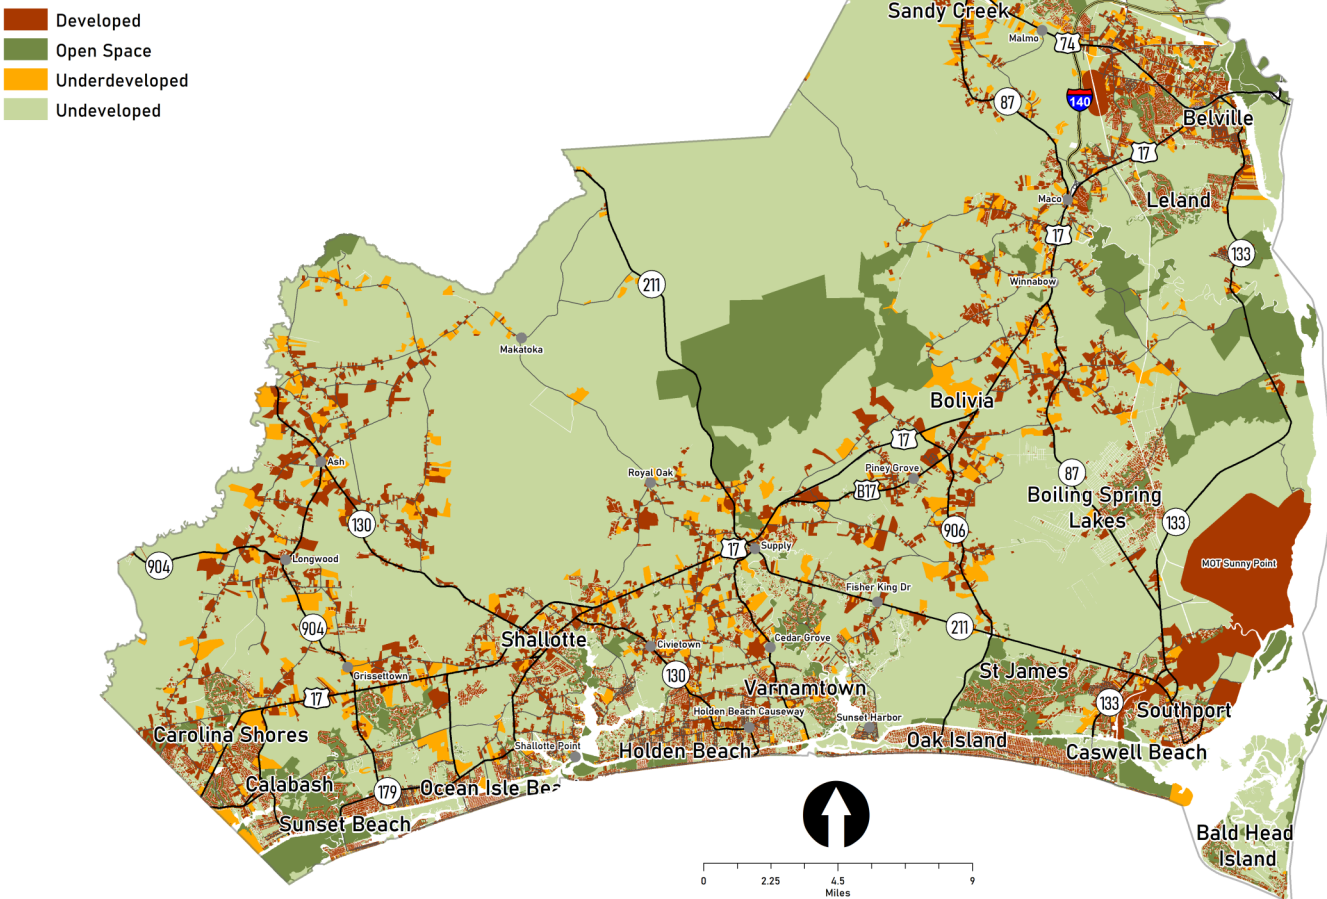 Developed
Open Space
Underdeveloped
Undeveloped
Sandy Creek
Malmo
74
87
140
Belville
17
Maco
Leland
17
133
211
Winnabow
Makatoka
Bolivia
17
Royal Oak
Piney Grove
B17
87
Ash
Boiling Spring
Lakes
130
906
133
17
Supply
904
Longwood
MOT Sunny Point
Fisher King Dr
904
211
Shallotte
Civietown
Cedar Grove
Grissettown
130
St James
17
Varnamtown
133
Holden Beach Causeway
Southport
Sunset Harbor
Carolina Shores
Shallotte Point
Holden Beach
Oak Island
Caswell Beach
Calabash
179
Ocean Isle Bea
Sunset Beach
Bald Head
Island
0
2.25
4.5
9
Miles